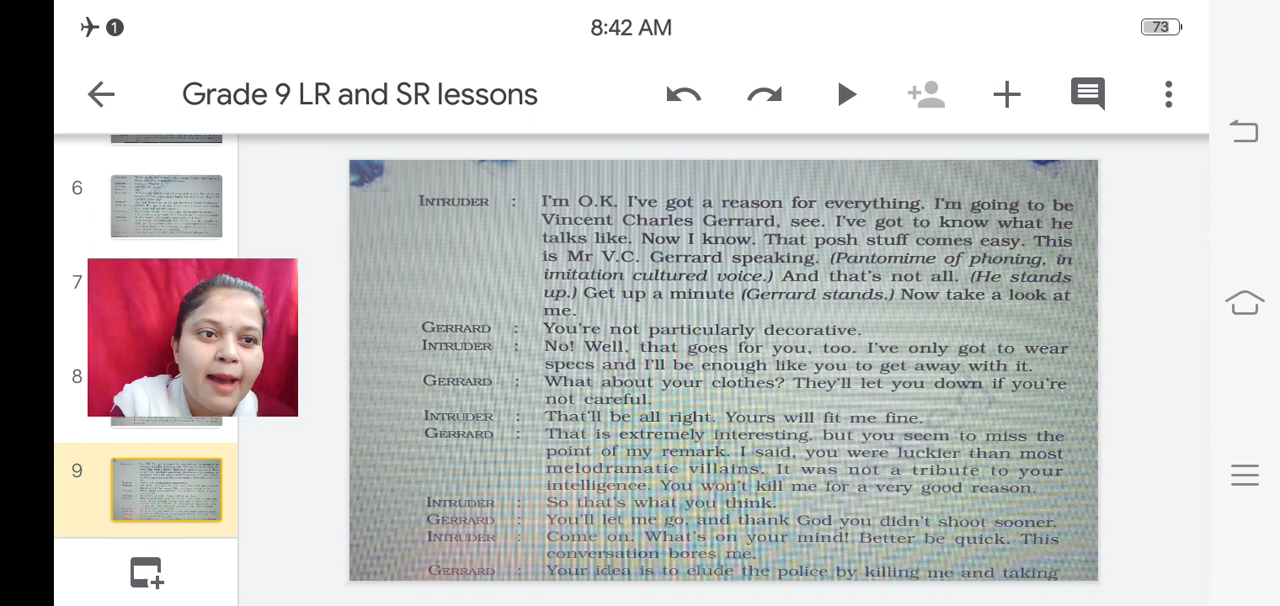 1
8:42 AM
73
Grade 9 LR and SR lessons
6
7
8
9
INTRUDER : I'm O.K. I've got a reason for everything. I'm going to be
Vincent Charles Gerrard, see. I've got to know what he
talks like. Now I know. That posh stuff comes easy. This
is Mr V.C. Gerrard speaking. (Pantomime of phoning, in
imitation cultured voice.) And that's not all. (He stands
up.) Get up a minute (Gerrard stands.) Now take a look at
me.
GERRARD : You're not particularly decorative.
INTRUDER : No! Well, that goes for you, too. I've only got to wear
specs and I'll be enough like you to get away with it.
GERRARD : What about your clothes? They'll let you down if you're
not careful.
INTRUDER : That'll be all right. Yours will fit me fine.
GERRARD : That is extremely interesting, but you seem to miss the
point of my remark. I said, you were luckier than most
melodramatic villains. It was not a tribute to your
intelligence. You won't kill me for a very good reason.
INTRUDER : So that's what you think.
GERRARD : You'll let me go, and thank God you didn't shoot sooner.
INTRUDER : Come on. What's on your mind! Better be quick. This
conversation bores me.
GERRARD : Your idea is to elude the police by killing me and taking